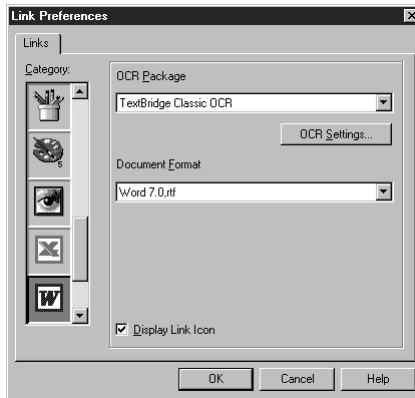 Link Preferences
Links
Category:
OCR Package
TextBridge Classic OCR
OCR Settings...
Document Format
Word 7.0,rtf
5
X
W
Display Link Icon
OK
Cancel
Help